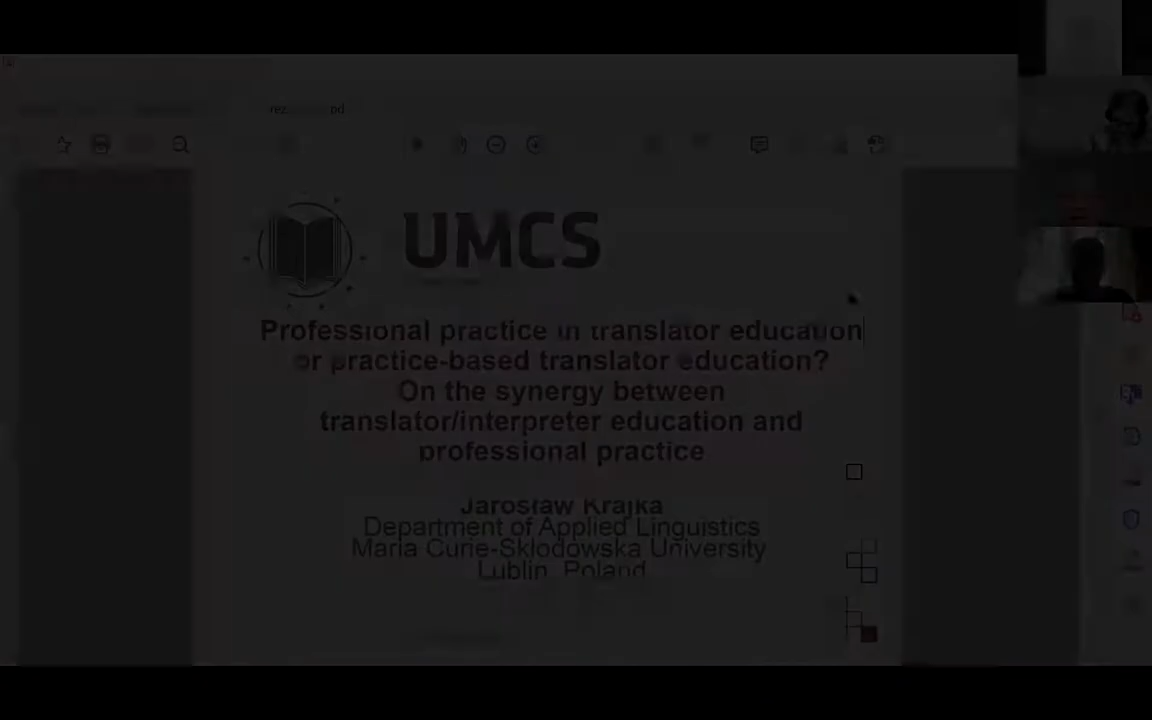 UMCS
Professional practice in translator education
or practice-based translator education?
On the synergy between
translator/interpreter education and
professional practice
Jarosław Krajka
Department of Applied Linguistics
Maria Curie-Skłodowska University
Lublin, Poland